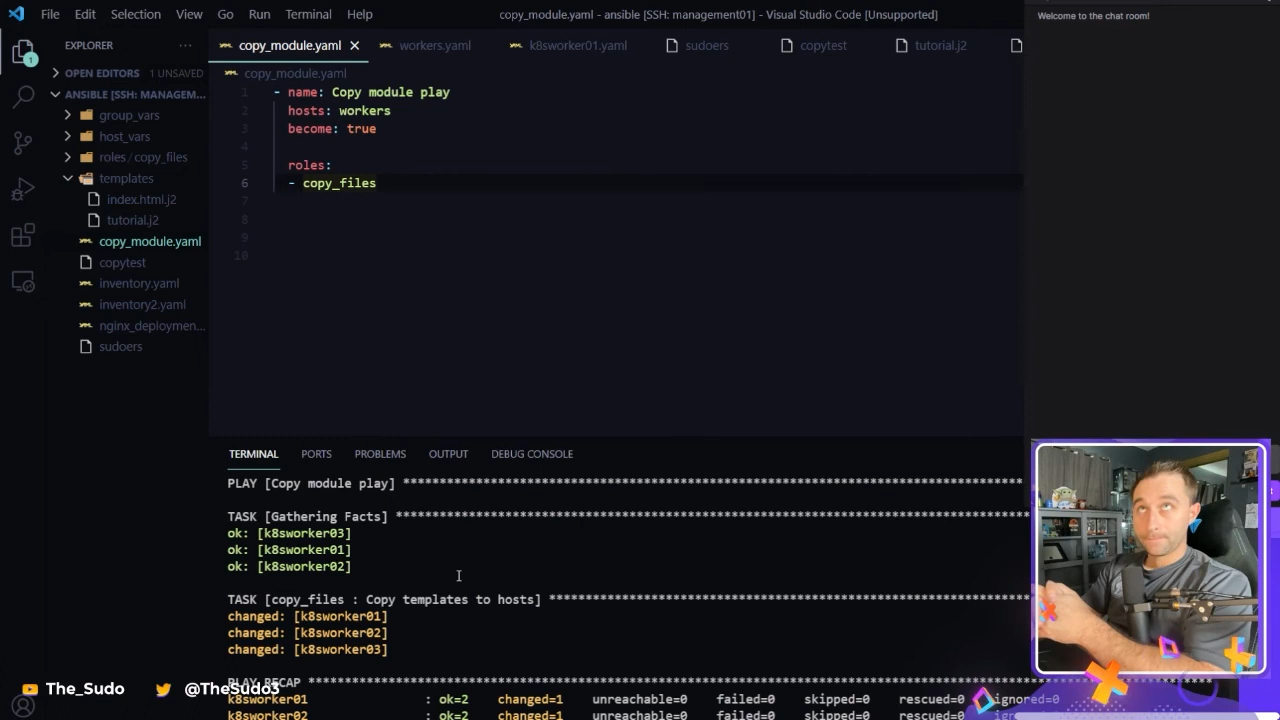 File Edit Selection View Go Run Terminal Help
copy_module.yaml - ansible [SSH: management01] - Visual Studio Code [Unsupported]
Welcome to the chat room!
EXPLORER ...
copy_module.yaml workers.yaml k8sworker01.yaml sudoers copytest tutorial.j2
1
OPEN EDITORS 1 UNSAVED
copy_module.yaml
ANSIBLE [SSH: MANAGEM...
group_vars
host_vars
roles / copy_files
templates
index.html.j2
tutorial.j2
copy_module.yaml
copytest
inventory.yaml
inventory2.yaml
nginx_deploymen...
sudoers
1 - name: Copy module play
2 hosts: workers
3 become: true
4
5 roles:
6 - copy_files
7
8
9
10
TERMINAL PORTS PROBLEMS OUTPUT DEBUG CONSOLE
PLAY [Copy module play] ************************************************************************************
TASK [Gathering Facts] *************************************************************************************
ok: [k8sworker03]
ok: [k8sworker01]
ok: [k8sworker02]
TASK [copy_files : Copy templates to hosts] *****************************************************************
changed: [k8sworker01]
changed: [k8sworker02]
changed: [k8sworker03]
PLAY RECAP *************************************************************************************************
k8sworker01 : ok=2 changed=1 unreachable=0 failed=0 skipped=0 rescued=0 ignored=0
k8sworker02 : ok=2 changed=1 unreachable=0 failed=0 skipped=0 rescued=0
The_Sudo @TheSudo3